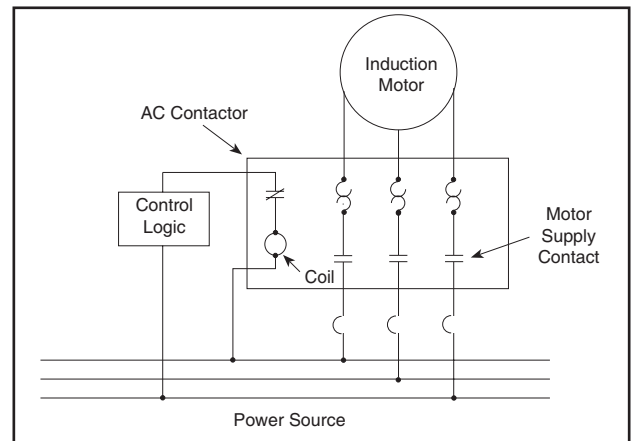 Induction
Motor
AC Contactor
Control
Logic
Motor
Supply
Contact
Coil
Power Source